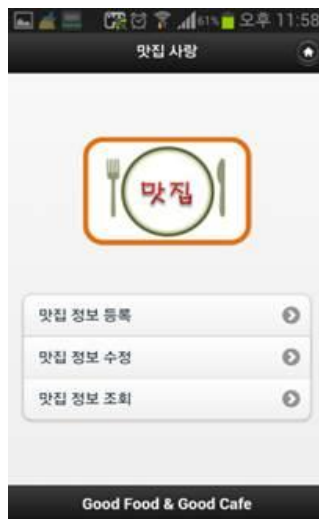 61% 오후 11:58
맛집 사랑
맛집
맛집 정보 등록
맛집 정보 수정
맛집 정보 조회
Good Food & Good Cafe